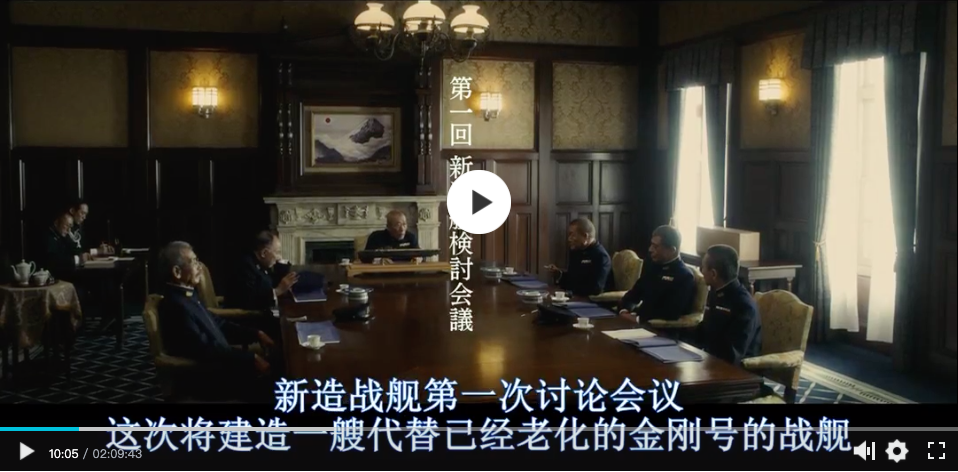 第一回 新
艦検討会議
新造战舰第一次讨论会议
这次将建造一艘代替已经老化的金刚号的战舰
10:05 / 02:09:43